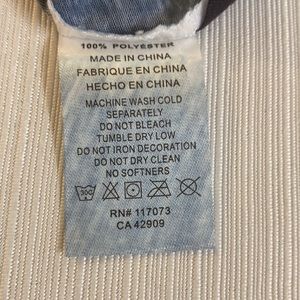 100% POLYESTER
MADE IN CHINA
FABRIQUE EN CHINA
HECHO EN CHINA
MACHINE WASH COLD
SEPARATELY
DO NOT BLEACH
TUMBLE DRY LOW
DO NOT IRON DECORATION
DO NOT DRY CLEAN
NO SOFTNERS
RN# 117073
CA 42909